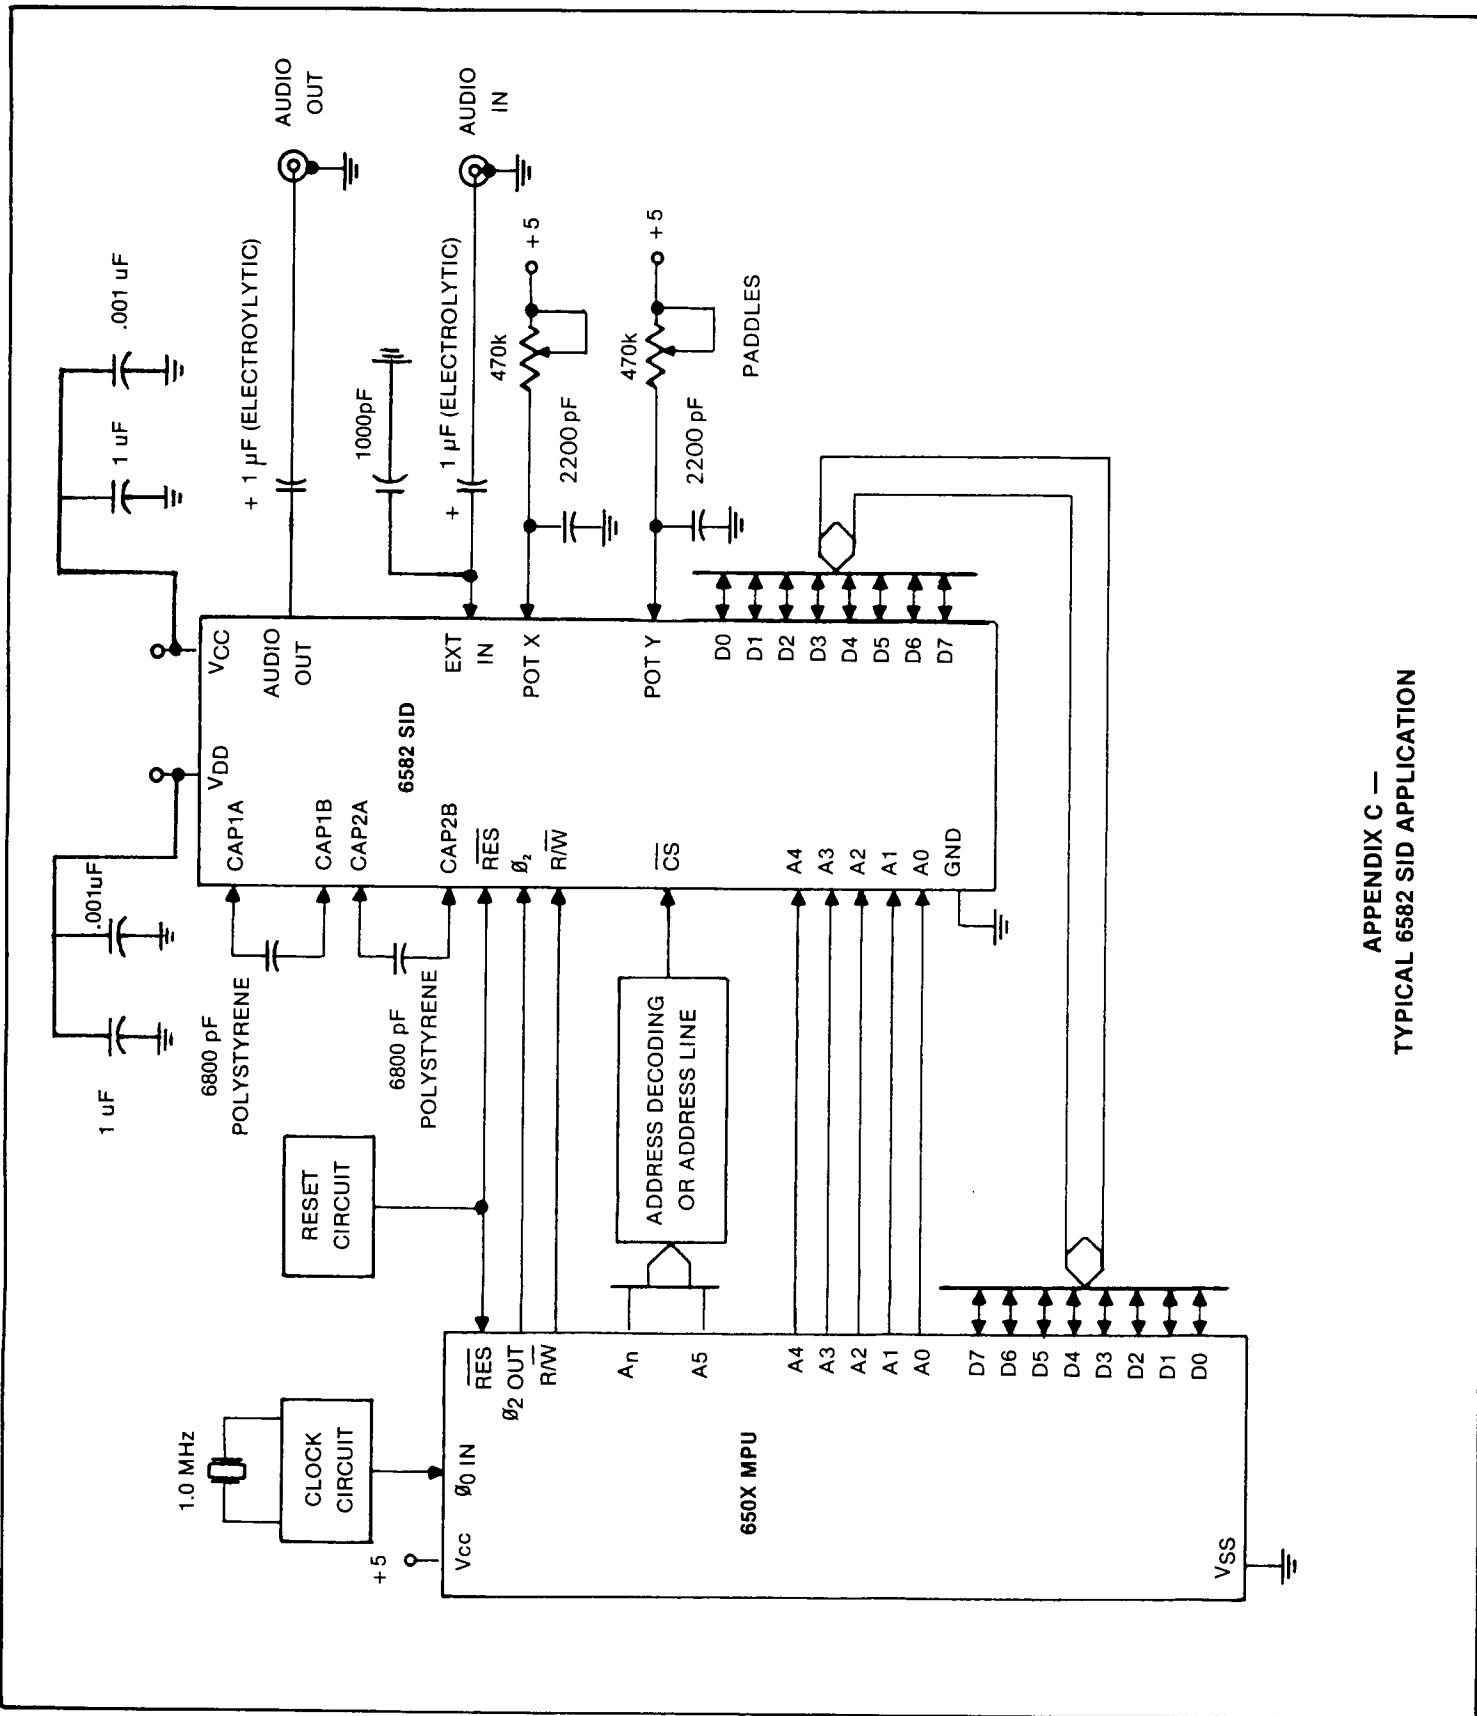 1 uF
.001uF
1 uF
.001 uF
VDD
VCC
6800 pF
POLYSTYRENE
6800 pF
POLYSTYRENE
CAP1A
CAP1B
CAP2A
CAP2B
RES
Ø2
R/W
CS
A4
A3
A2
A1
A0
GND
6582 SID
AUDIO
OUT
EXT
IN
POT X
POT Y
D0
D1
D2
D3
D4
D5
D6
D7
+ 1 µF (ELECTROYLYTIC)
AUDIO
OUT
1000pF
+ 1 µF (ELECTROLYTIC)
AUDIO
IN
470k
+5
2200 pF
470k
+5
2200 pF
PADDLES
1.0 MHz
CLOCK
CIRCUIT
RESET
CIRCUIT
ADDRESS DECODING
OR ADDRESS LINE
+5
Vcc
Ø0 IN
RES
Ø2 OUT
R/W
An
A5
A4
A3
A2
A1
A0
D7
D6
D5
D4
D3
D2
D1
D0
650X MPU
VSS
APPENDIX C —
TYPICAL 6582 SID APPLICATION